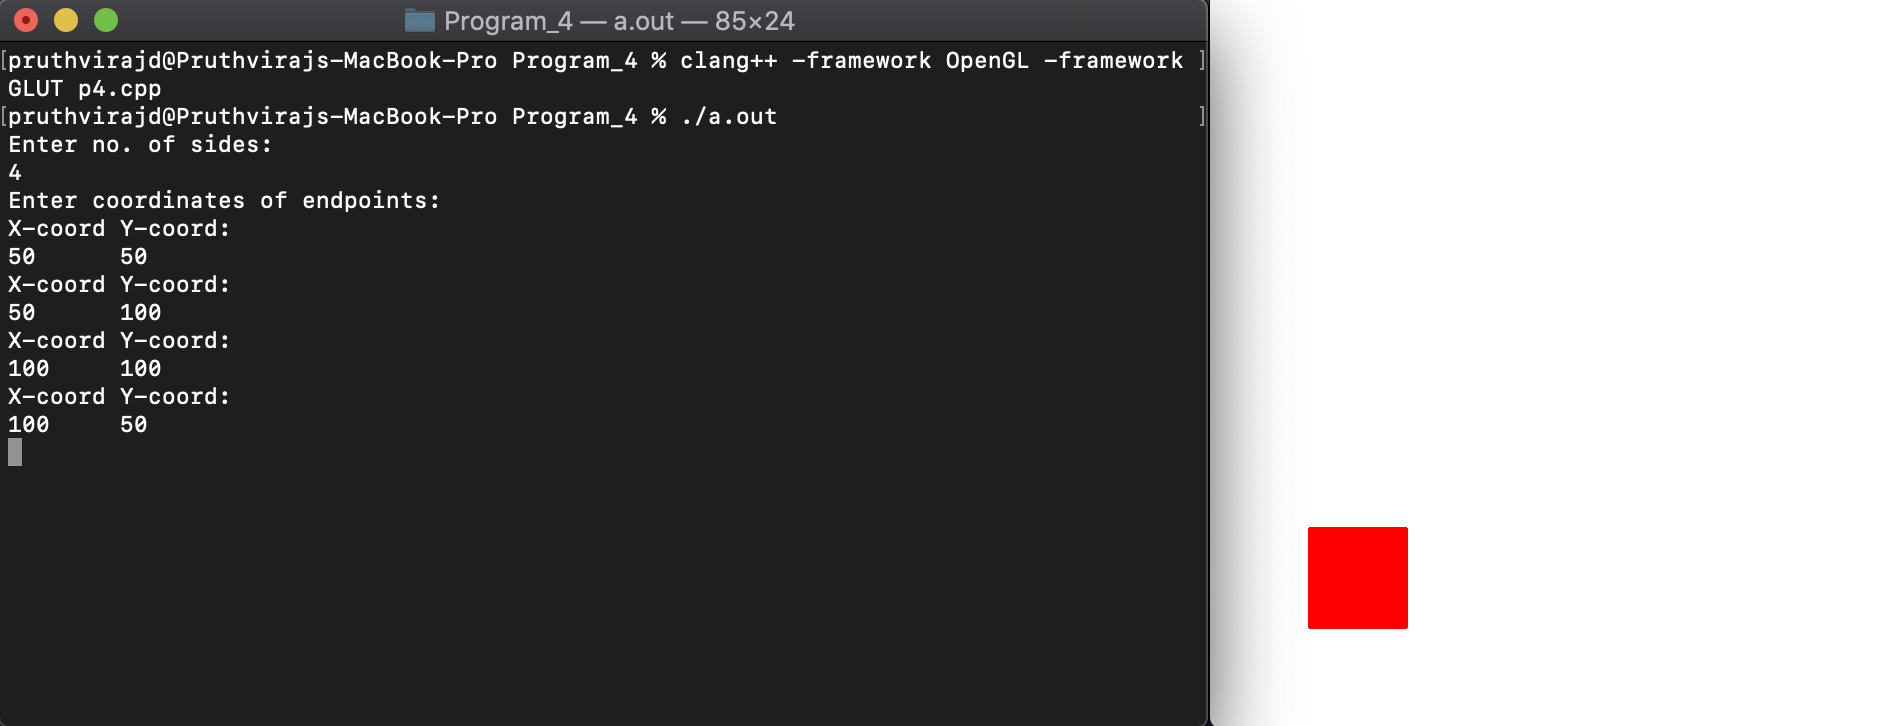 Program_4 — a.out — 85×24
[pruthvirajd@Pruthvirajs-MacBook-Pro Program_4 % clang++ -framework OpenGL -framework ]
GLUT p4.cpp
[pruthvirajd@Pruthvirajs-MacBook-Pro Program_4 % ./a.out ]
Enter no. of sides:
4
Enter coordinates of endpoints:
X-coord Y-coord:
50      50
X-coord Y-coord:
50      100
X-coord Y-coord:
100     100
X-coord Y-coord:
100     50